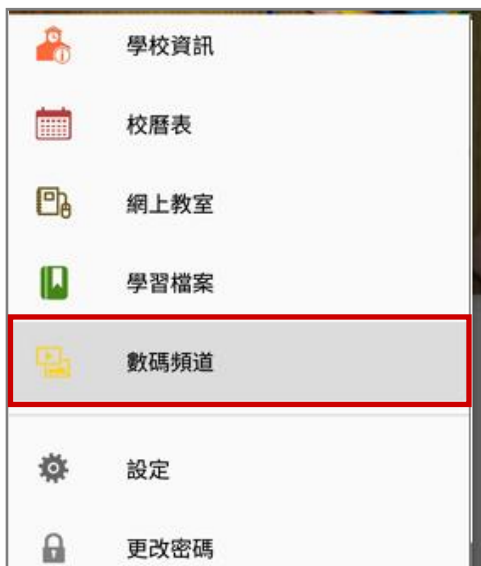 學校資訊
校曆表
網上教室
學習檔案
數碼頻道
設定
更改密碼